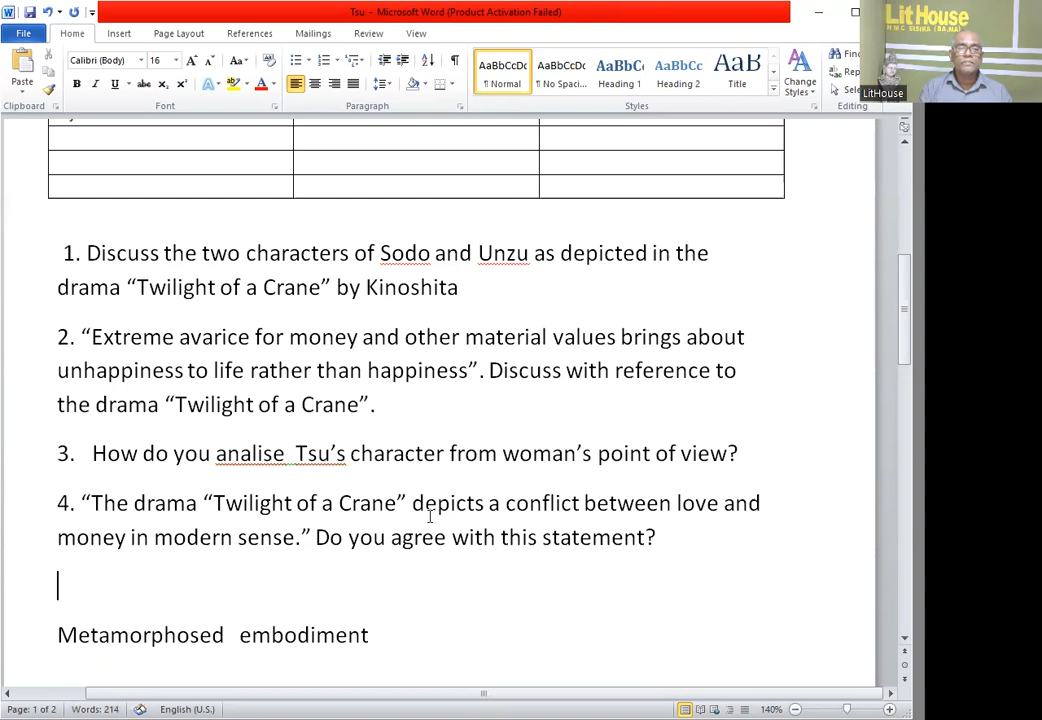 Tsu - Microsoft Word (Product Activation Failed)
File Home Insert Page Layout References Mailings Review View
Calibri (Body) 16
Paste
AaBbCcDc AaBbCcDc AaBbC AaBbCc AaB
¶ Normal ¶ No Spaci... Heading 1 Heading 2 Title
Change
Styles
Find
Clipboard Font Paragraph Styles Editing
Lit House
LitHouse
1. Discuss the two characters of Sodo and Unzu as depicted in the
drama “Twilight of a Crane” by Kinoshita
2. “Extreme avarice for money and other material values brings about
unhappiness to life rather than happiness”. Discuss with reference to
the drama “Twilight of a Crane”.
3. How do you analise Tsu’s character from woman’s point of view?
4. “The drama “Twilight of a Crane” depicts a conflict between love and
money in modern sense.” Do you agree with this statement?
Metamorphosed embodiment
Page: 1 of 2 Words: 214 English (U.S.) 140%